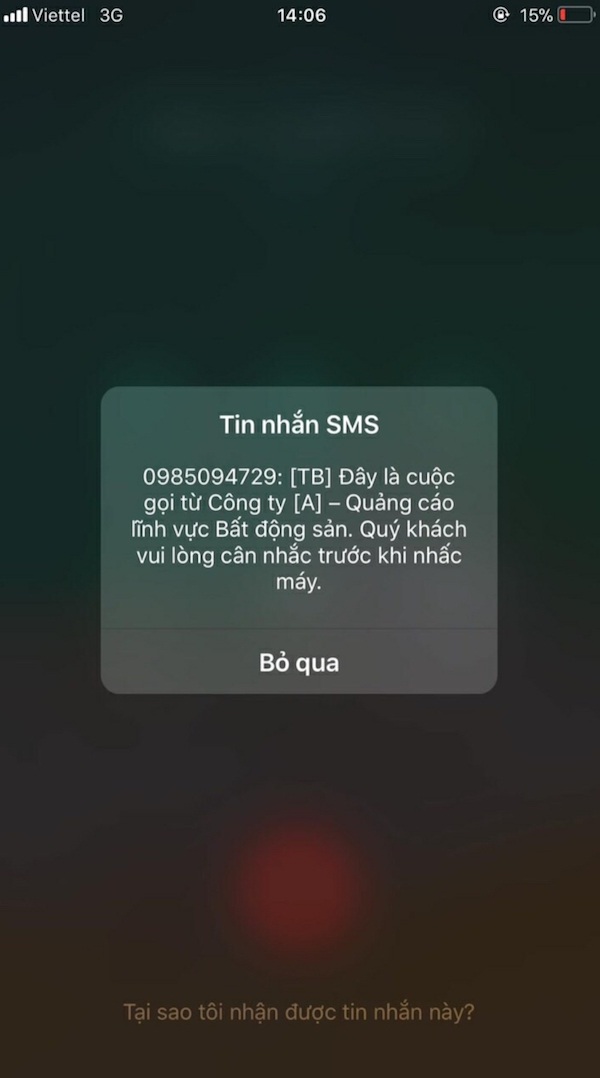 Viettel 3G 14:06 15%
Tin nhắn SMS
0985094729: [TB] Đây là cuộc
gọi từ Công ty [A] – Quảng cáo
lĩnh vực Bất động sản. Quý khách
vui lòng cân nhắc trước khi nhấc
máy.
Bỏ qua
Tại sao tôi nhận được tin nhắn này?